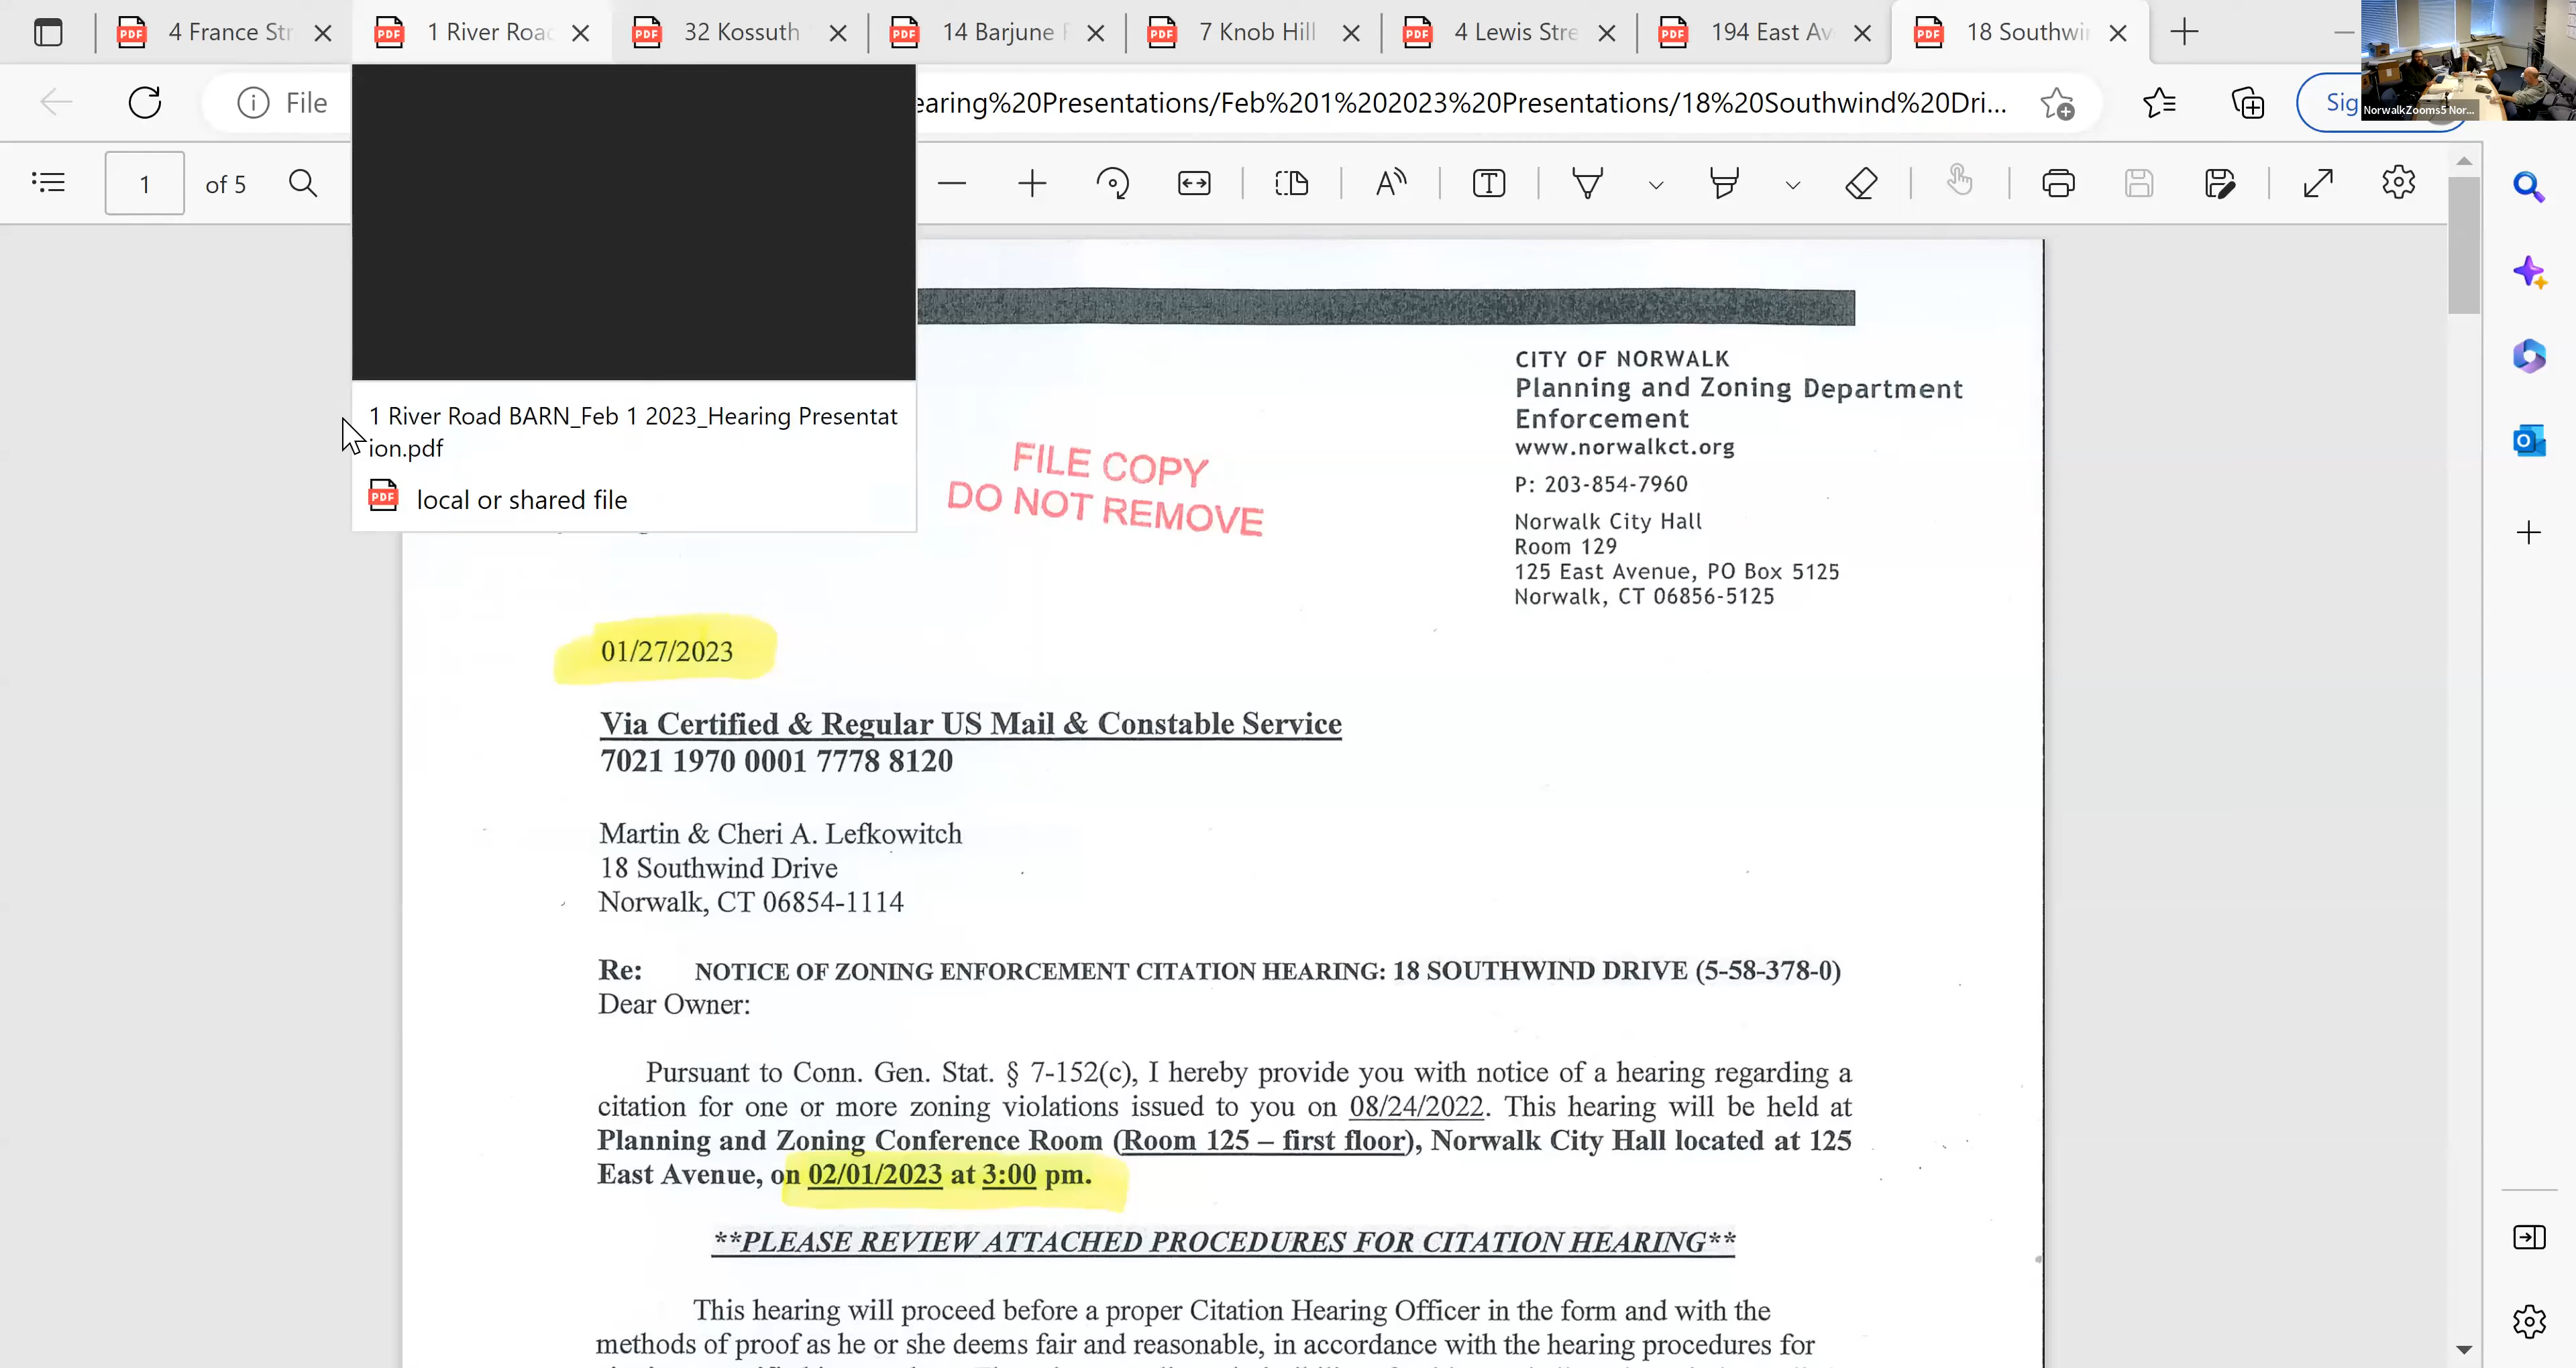 4 France Str
1 River Road
32 Kossuth
14 Barjune
7 Knob Hill
4 Lewis Stre
194 East Av
18 Southwin
File
earing%20Presentations/Feb%201%202023%20Presentations/18%20Southwind%20Dri...
Sig
NorwalkZooms5 Nor...
1 of 5
1 River Road BARN_Feb 1 2023_Hearing Presentat
ion.pdf
PDF local or shared file
CITY OF NORWALK
Planning and Zoning Department
Enforcement
www.norwalkct.org
P: 203-854-7960
Norwalk City Hall
Room 129
125 East Avenue, PO Box 5125
Norwalk, CT 06856-5125
FILE COPY
DO NOT REMOVE
01/27/2023
Via Certified & Regular US Mail & Constable Service
7021 1970 0001 7778 8120
Martin & Cheri A. Lefkowitch
18 Southwind Drive
Norwalk, CT 06854-1114
Re: NOTICE OF ZONING ENFORCEMENT CITATION HEARING: 18 SOUTHWIND DRIVE (5-58-378-0)
Dear Owner:
Pursuant to Conn. Gen. Stat. § 7-152(c), I hereby provide you with notice of a hearing regarding a
citation for one or more zoning violations issued to you on 08/24/2022. This hearing will be held at
Planning and Zoning Conference Room (Room 125 – first floor), Norwalk City Hall located at 125
East Avenue, on 02/01/2023 at 3:00 pm.
**PLEASE REVIEW ATTACHED PROCEDURES FOR CITATION HEARING**
This hearing will proceed before a proper Citation Hearing Officer in the form and with the
methods of proof as he or she deems fair and reasonable, in accordance with the hearing procedures for